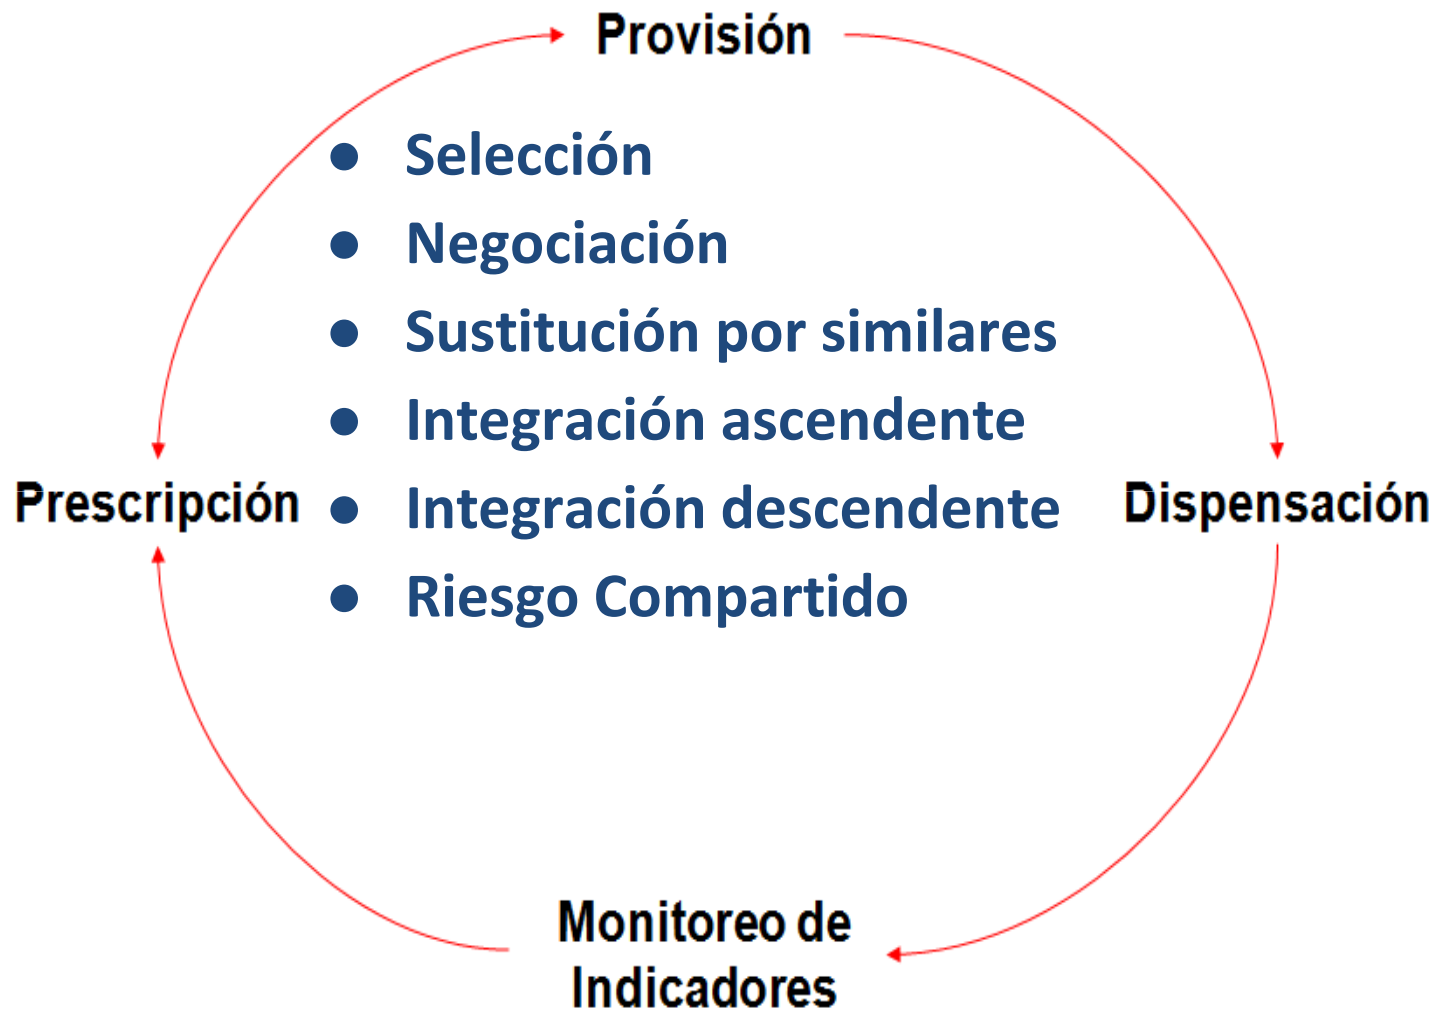 Provisión
● Selección
● Negociación
● Sustitución por similares
● Integración ascendente
Prescripción
● Integración descendente
Dispensación
● Riesgo Compartido
Monitoreo de
Indicadores